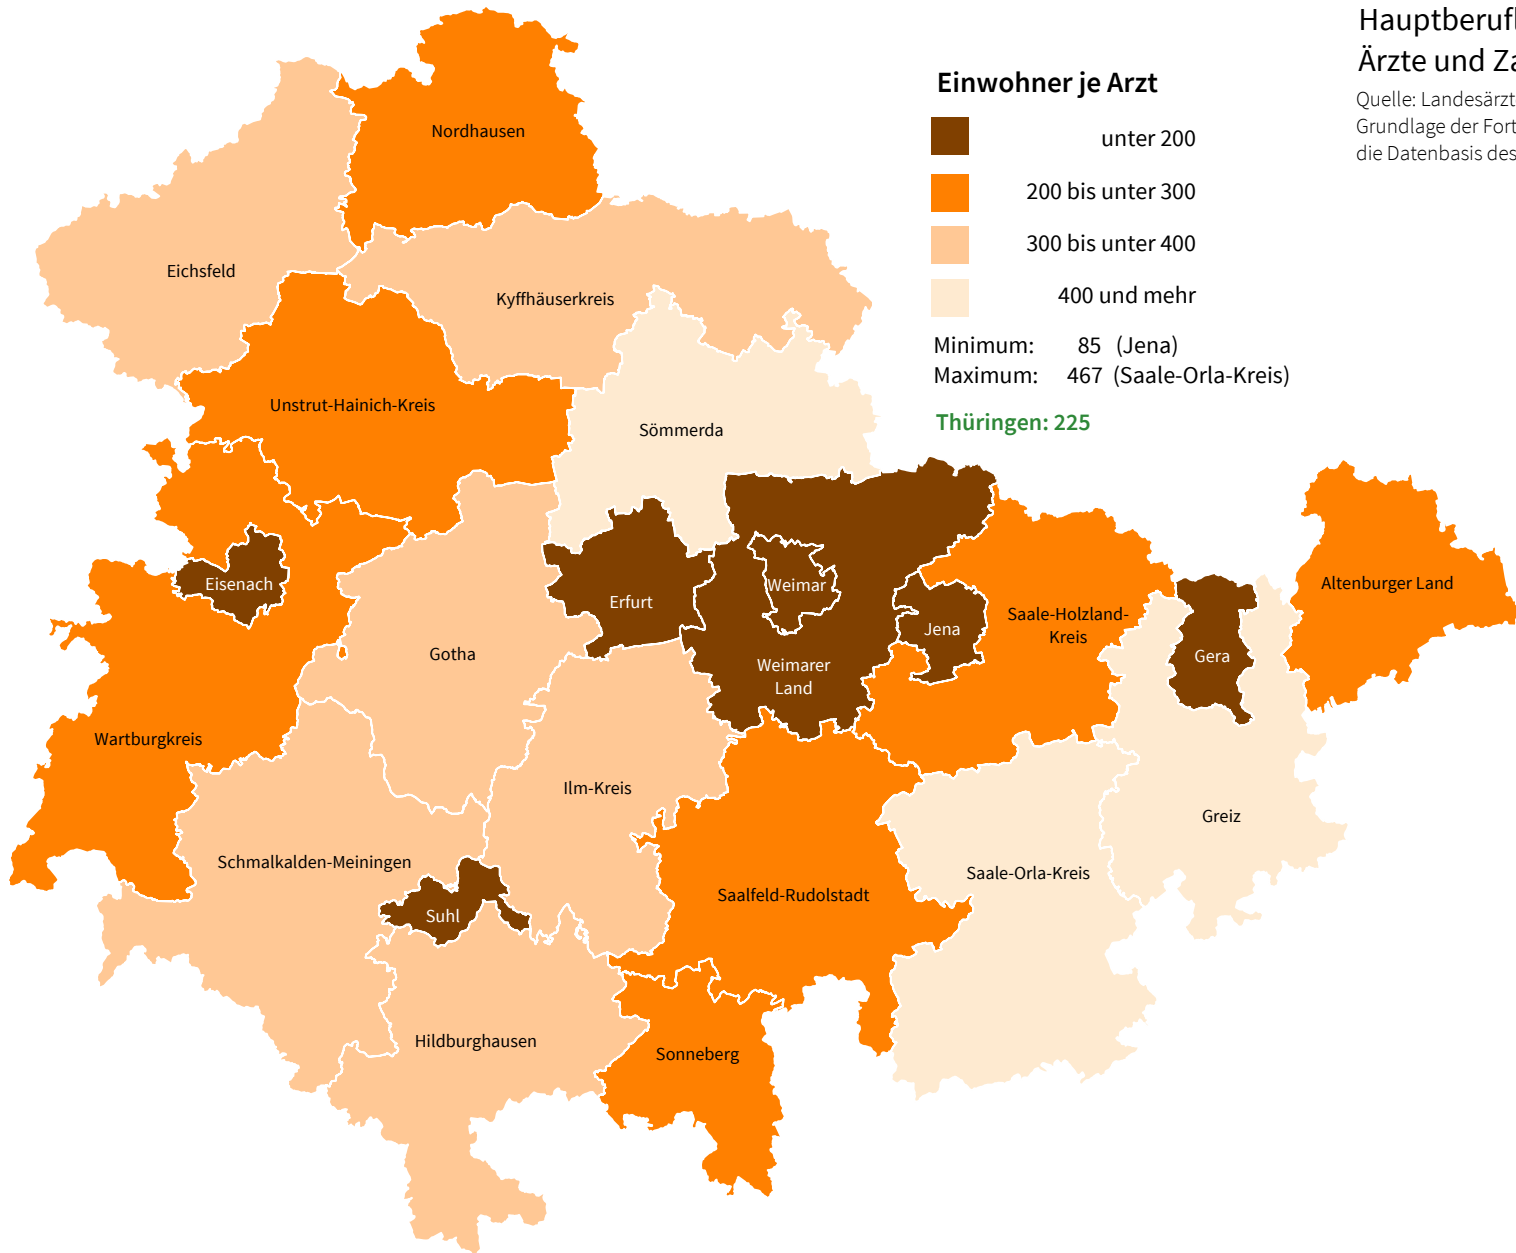 Hauptberufl
Ärzte und Za
Quelle: Landesärzt
Grundlage der Fort
die Datenbasis des
Einwohner je Arzt
unter 200
200 bis unter 300
300 bis unter 400
400 und mehr
Minimum: 85 (Jena)
Maximum: 467 (Saale-Orla-Kreis)
Thüringen: 225
Nordhausen
Eichsfeld
Kyffhäuserkreis
Unstrut-Hainich-Kreis
Sömmerda
Eisenach
Erfurt
Weimar
Altenburger Land
Saale-Holzland-
Kreis
Jena
Gotha
Gera
Weimarer
Land
Wartburgkreis
Ilm-Kreis
Greiz
Schmalkalden-Meiningen
Saale-Orla-Kreis
Saalfeld-Rudolstadt
Suhl
Hildburghausen
Sonneberg